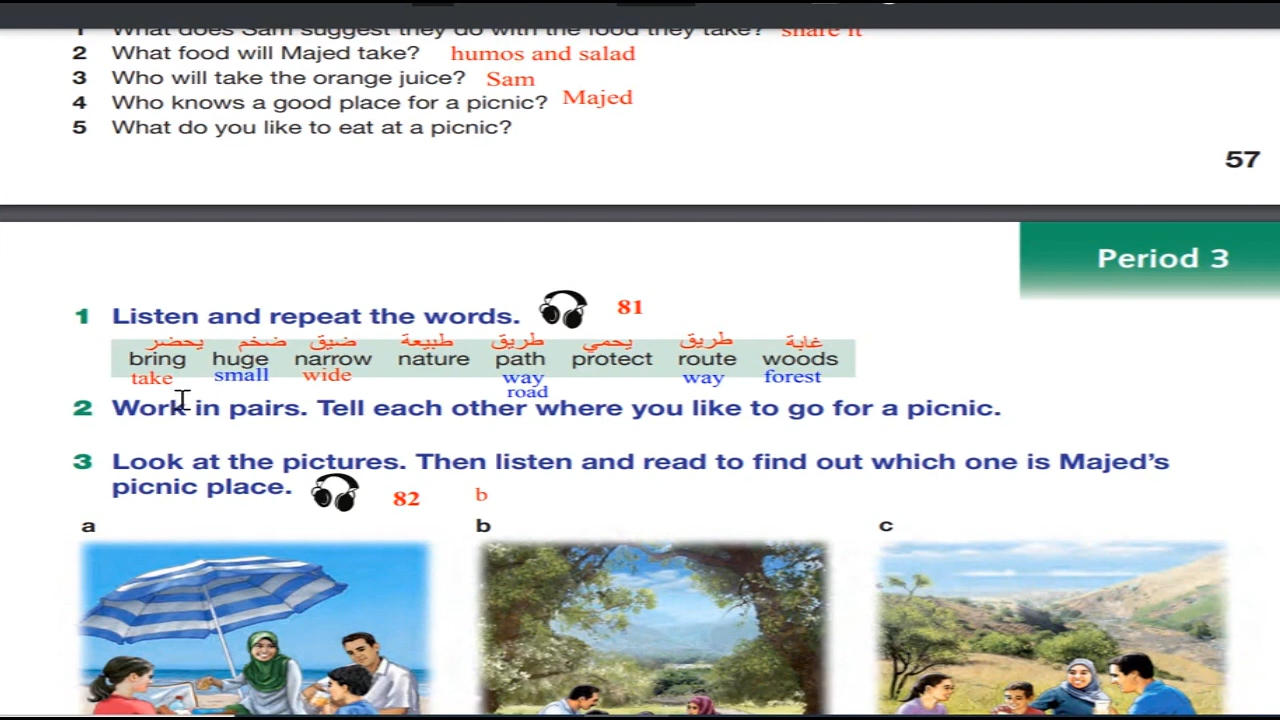 1 What does Sam suggest they do with the food they take? share it
2 What food will Majed take? humos and salad
3 Who will take the orange juice? Sam
4 Who knows a good place for a picnic? Majed
5 What do you like to eat at a picnic?
57
Period 3
1 Listen and repeat the words. 81
يحضر ضخم ضيق طبيعة طريق يحمي طريق غابة
bring huge narrow nature path protect route woods
take small wide way way forest
road
2 Work in pairs. Tell each other where you like to go for a picnic.
3 Look at the pictures. Then listen and read to find out which one is Majed’s
picnic place. 82 b
a b c